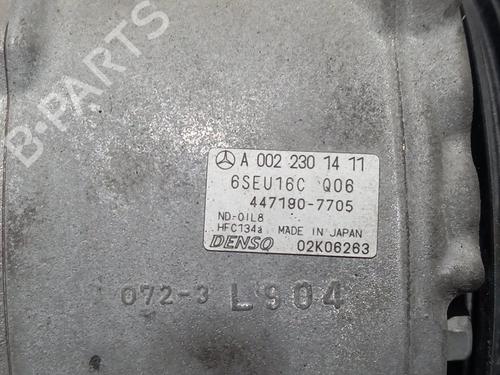 B-PARTS
A 002 230 14 11
6SEU16C Q06
447190-7705
ND-OIL8
HFC134a MADE IN JAPAN
DENSO 02K06263
072-3 L904
B-PARTS